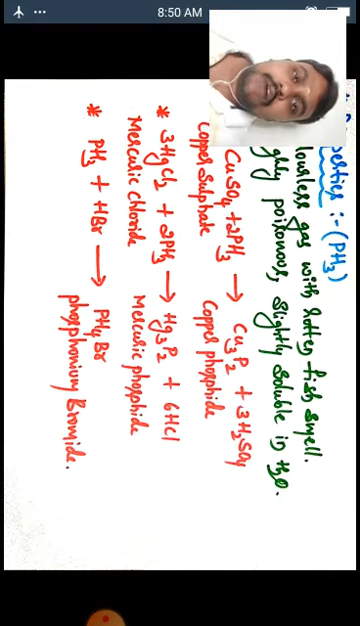 8:50 AM
perties :- (PH3)
lourless gas with rotten fish smell.
ghly poisonous, slightly soluble in H2O.
CuSO4 + 2PH3 → Cu3P2 + 3H2SO4
Copper Sulphate Copper phosphide
* 3HgCl2 + 2PH3 → Hg3P2 + 6HCl
Mercuric chloride Mercuric phosphide
* PH3 + HBr → PH4Br
phosphonium Bromide.